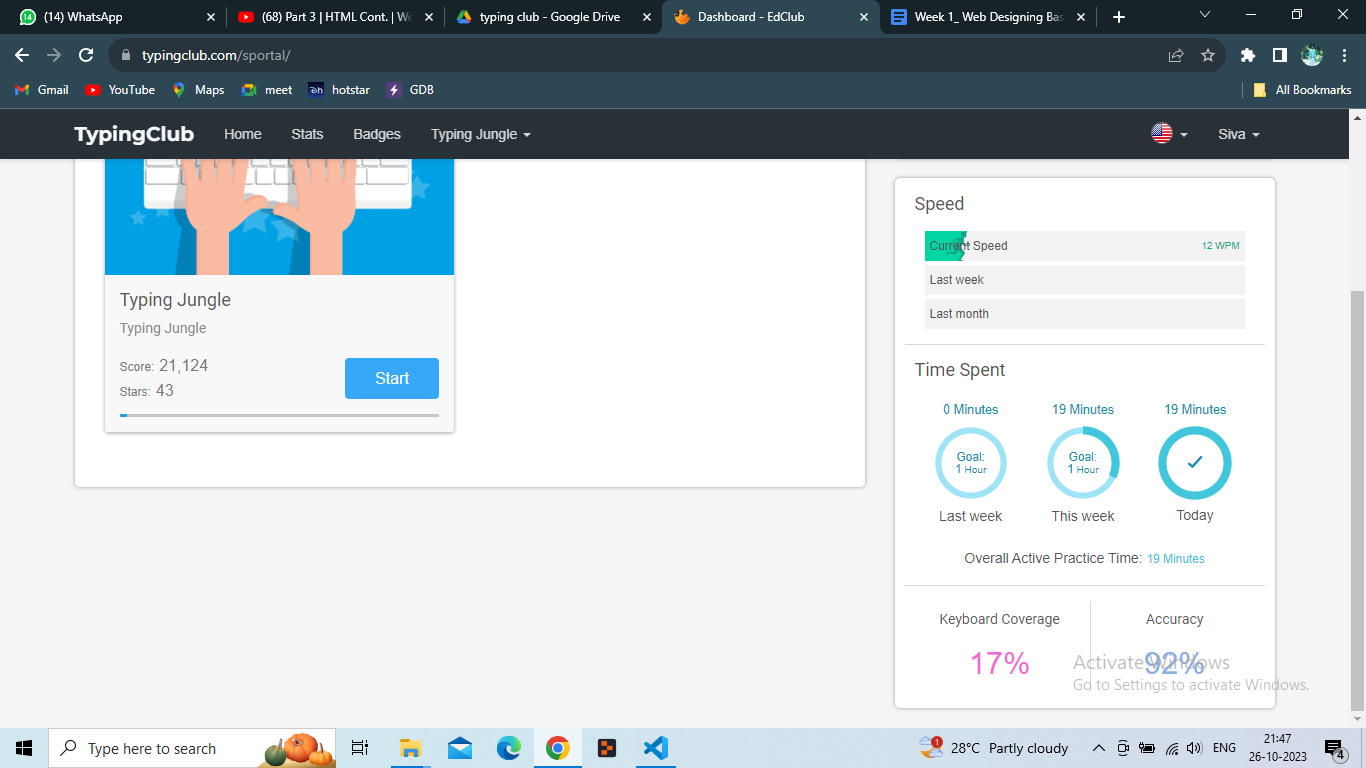 (14) WhatsApp
(68) Part 3 | HTML Cont. | We
typing club - Google Drive
Dashboard - EdClub
Week 1_ Web Designing Bas
typingclub.com/sportal/
Gmail YouTube Maps meet hotstar GDB All Bookmarks
TypingClub Home Stats Badges Typing Jungle Siva
Typing Jungle
Typing Jungle
Score: 21,124
Stars: 43
Start
Speed
Current Speed 12 WPM
Last week
Last month
Time Spent
0 Minutes 19 Minutes 19 Minutes
Goal: Goal:
1 Hour 1 Hour
Last week This week Today
Overall Active Practice Time: 19 Minutes
Keyboard Coverage Accuracy
17% 92%
Activate Windows
Go to Settings to activate Windows.
Type here to search
1
28°C Partly cloudy
ENG
21:47
26-10-2023
4